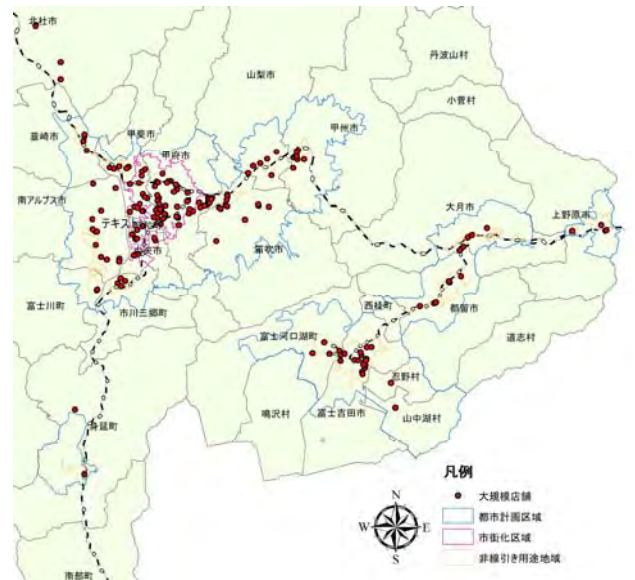 北杜市
丹波山村
山梨市
小菅村
韮崎市
甲斐市
甲府市
甲州市
南アルプス市
大月市
上野原市
テキス
笛吹市
富士川町
市川三郷町
西桂町
都留市
道志村
富士河口湖町
忍野村
鳴沢村
富士吉田市
山中湖村
身延町
南部町
凡例
N
W
E
S
大規模店舗
都市計画区域
市街化区域
非線引き用途地域